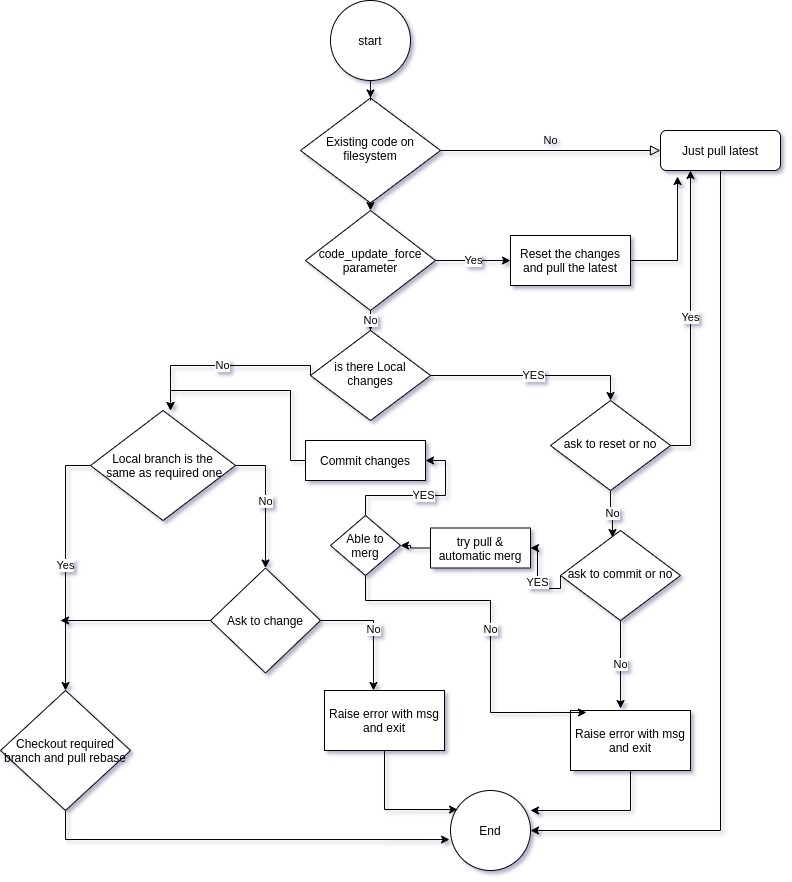 start
Existing code on
filesystem
No
Just pull latest
code_update_force
parameter
Yes
Reset the changes
and pull the latest
No
Yes
is there Local
changes
No
YES
ask to reset or no
Local branch is the
same as required one
Commit changes
YES
No
No
Able to
merg
try pull &
automatic merg
ask to commit or no
Yes
YES
Ask to change
No
No
No
Raise error with msg
and exit
Raise error with msg
and exit
Checkout required
branch and pull rebase
End